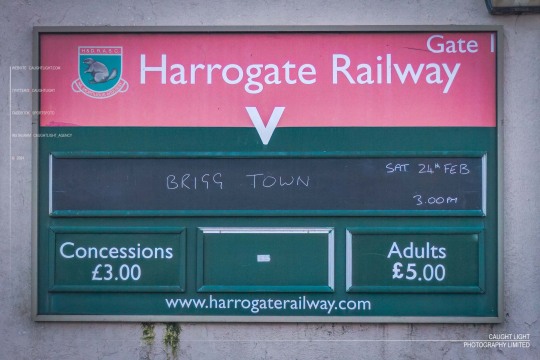 Gate 1
Harrogate Railway
V
BRIGG TOWN
SAT 24th FEB
3.00PM
Concessions
£3.00
Adults
£5.00
www.harrogaterailway.com
CAUGHT LIGHT
PHOTOGRAPHY LIMITED